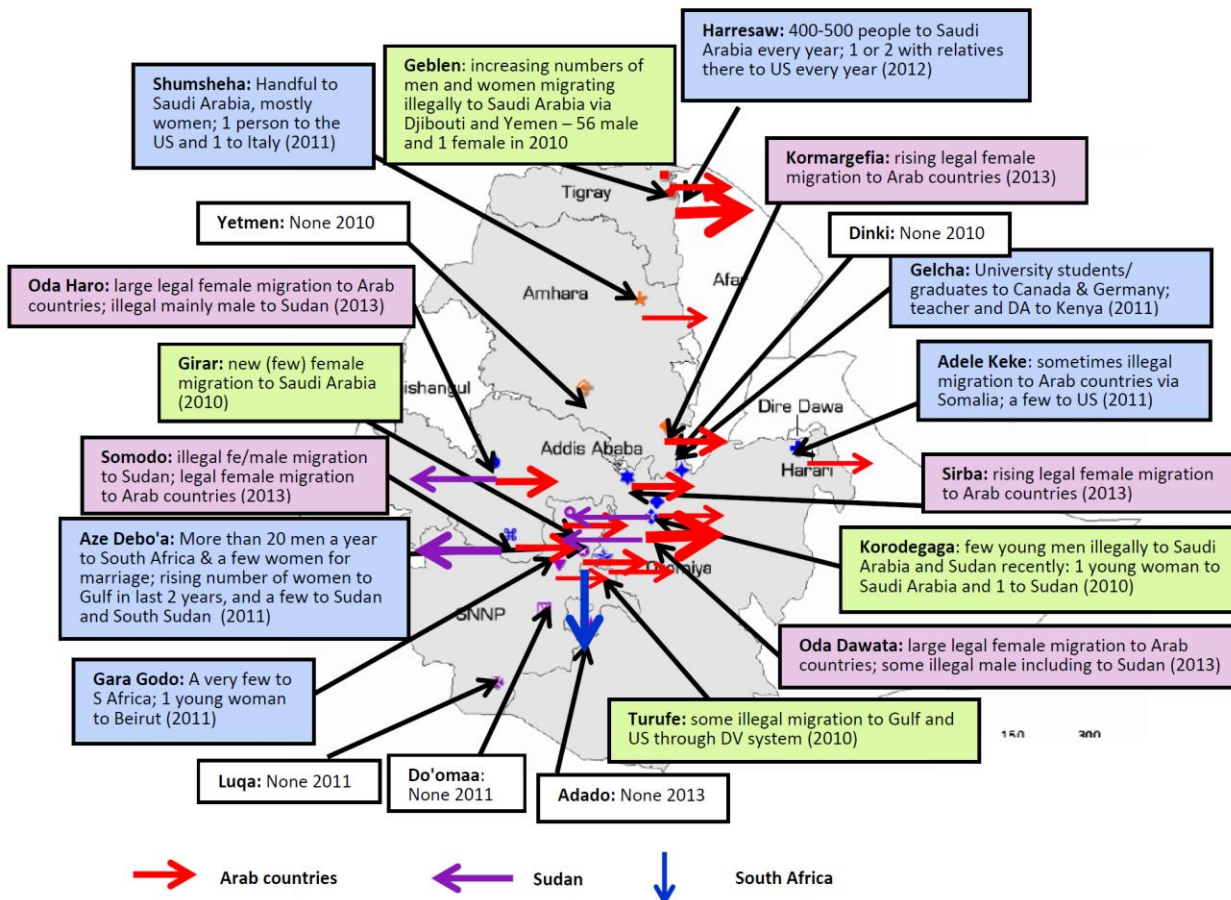 Harresaw: 400-500 people to Saudi
Arabia every year; 1 or 2 with relatives
there to US every year (2012)
Geblen: increasing numbers of
men and women migrating
illegally to Saudi Arabia via
Djibouti and Yemen – 56 male
and 1 female in 2010
Shumsheha: Handful to
Saudi Arabia, mostly
women; 1 person to the
US and 1 to Italy (2011)
Kormargefia: rising legal female
migration to Arab countries (2013)
Tigray
Yetmen: None 2010
Dinki: None 2010
Oda Haro: large legal female migration to Arab
countries; illegal mainly male to Sudan (2013)
Amhara
Afar
Gelcha: University students/
graduates to Canada & Germany;
teacher and DA to Kenya (2011)
Girar: new (few) female
migration to Saudi Arabia
(2010)
ishangul
Adele Keke: sometimes illegal
migration to Arab countries via
Somalia; a few to US (2011)
Dire Dawa
Addis Ababa
Harari
Somodo: illegal fe/male migration
to Sudan; legal female migration
to Arab countries (2013)
Sirba: rising legal female migration
to Arab countries (2013)
Aze Debo'a: More than 20 men a year
to South Africa & a few women for
marriage; rising number of women to
Gulf in last 2 years, and a few to Sudan
and South Sudan (2011)
Korodegaga: few young men illegally to Saudi
Arabia and Sudan recently: 1 young woman to
Saudi Arabia and 1 to Sudan (2010)
SNNP
Oda Dawata: large legal female migration to Arab
countries; some illegal male including to Sudan (2013)
Gara Godo: A very few to
S Africa; 1 young woman
to Beirut (2011)
Turufe: some illegal migration to Gulf and
US through DV system (2010)
150 300
Luqa: None 2011
Do'omaa:
None 2011
Adado: None 2013
Arab countries
Sudan
South Africa